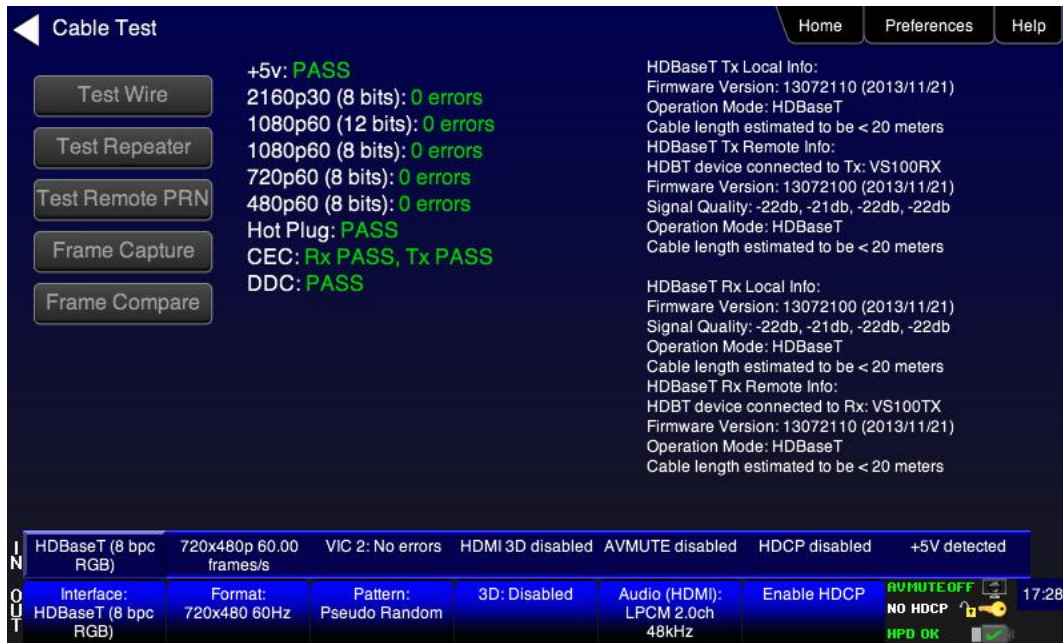 Cable Test
Home
Preferences
Help
Test Wire
Test Repeater
Test Remote PRN
Frame Capture
Frame Compare
+5v: PASS
2160p30 (8 bits): 0 errors
1080p60 (12 bits): 0 errors
1080p60 (8 bits): 0 errors
720p60 (8 bits): 0 errors
480p60 (8 bits): 0 errors
Hot Plug: PASS
CEC: Rx PASS, Tx PASS
DDC: PASS
HDBaseT Tx Local Info:
Firmware Version: 13072110 (2013/11/21)
Operation Mode: HDBaseT
Cable length estimated to be < 20 meters
HDBaseT Tx Remote Info:
HDBT device connected to Tx: VS100RX
Firmware Version: 13072100 (2013/11/21)
Signal Quality: -22db, -21db, -22db, -22db
Operation Mode: HDBaseT
Cable length estimated to be < 20 meters
HDBaseT Rx Local Info:
Firmware Version: 13072100 (2013/11/21)
Signal Quality: -22db, -21db, -22db, -22db
Operation Mode: HDBaseT
Cable length estimated to be < 20 meters
HDBaseT Rx Remote Info:
HDBT device connected to Rx: VS100TX
Firmware Version: 13072110 (2013/11/21)
Operation Mode: HDBaseT
Cable length estimated to be < 20 meters
IN
HDBaseT (8 bpc
RGB)
720x480p 60.00
frames/s
VIC 2: No errors
HDMI 3D disabled
AVMUTE disabled
HDCP disabled
+5V detected
OUT
Interface:
HDBaseT (8 bpc
RGB)
Format:
720x480 60Hz
Pattern:
Pseudo Random
3D: Disabled
Audio (HDMI):
LPCM 2.0ch
48kHz
Enable HDCP
AVMUTEOFF
NO HDCP
HPD OK
17:28